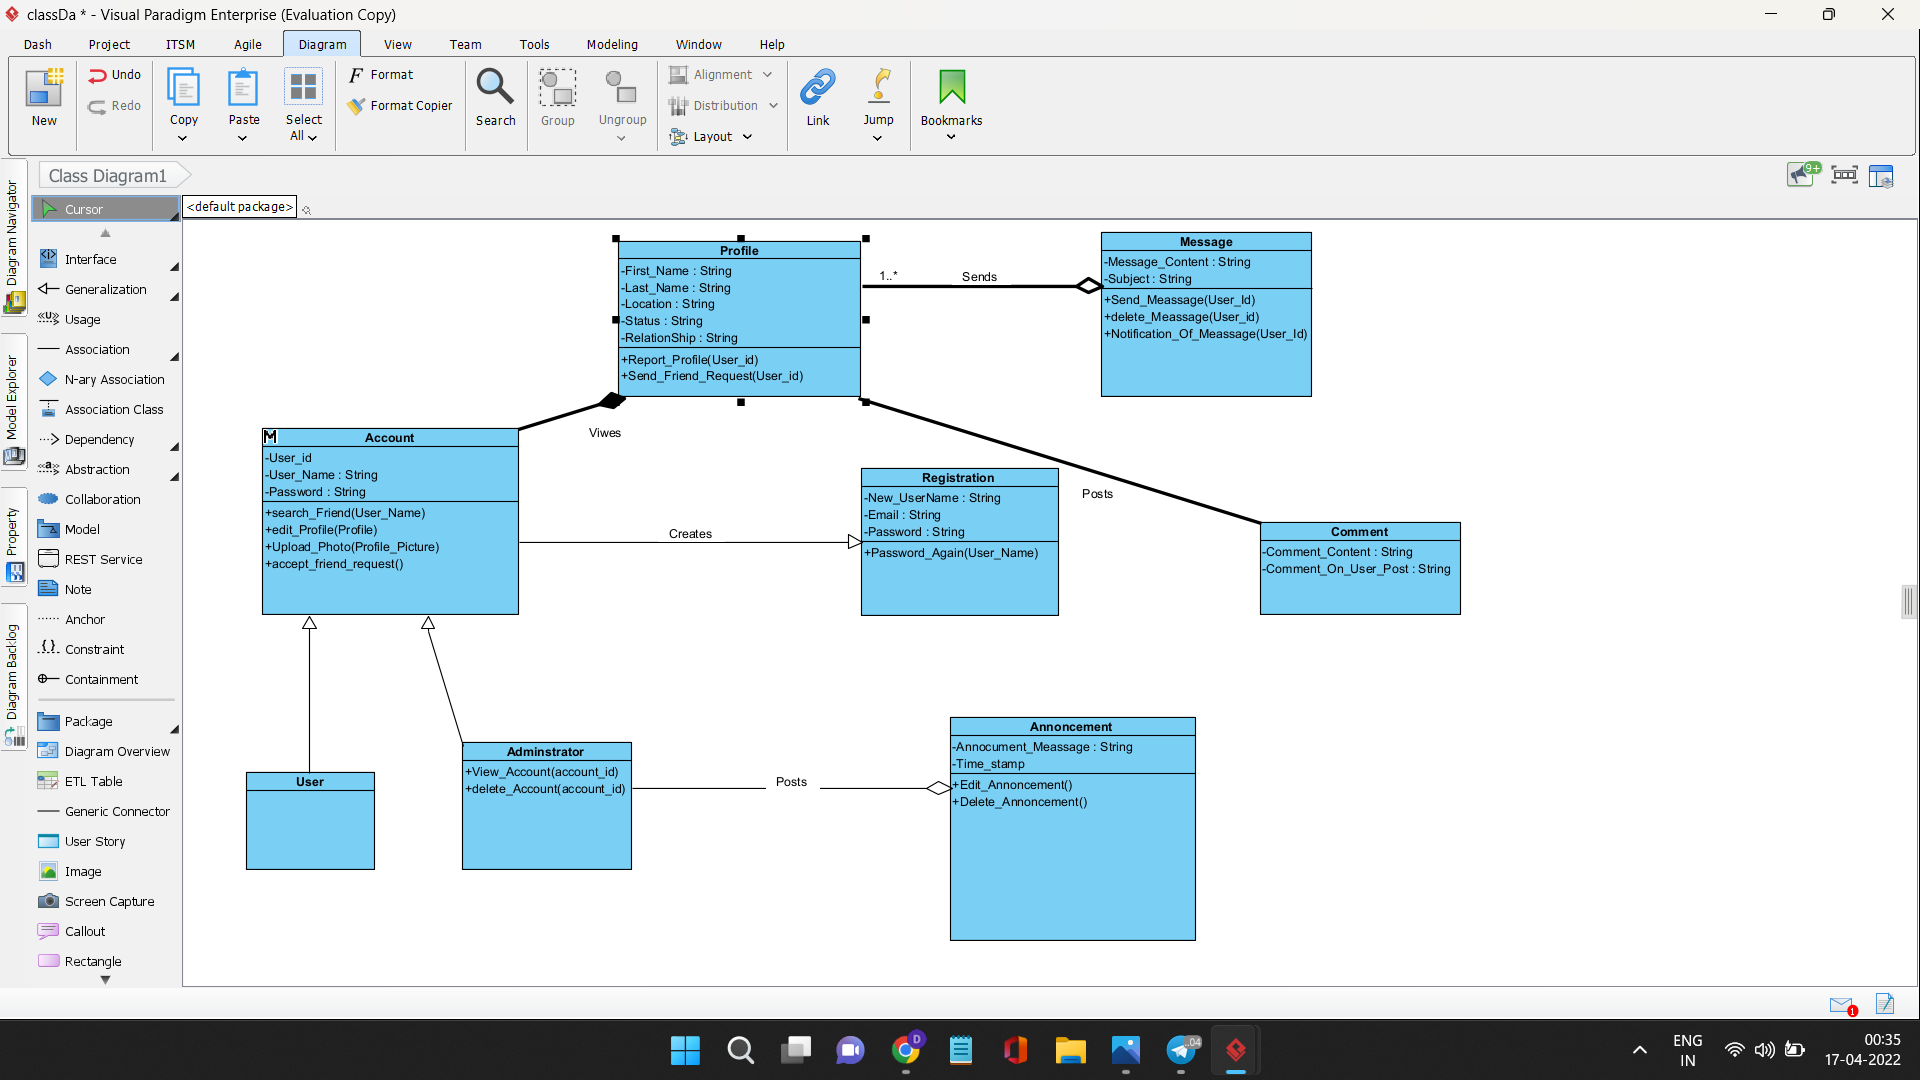 classDa * - Visual Paradigm Enterprise (Evaluation Copy)
Dash Project ITSM Agile Diagram View Team Tools Modeling Window Help
New
Undo
Redo
Copy
Paste
Select
All
Format
Format Copier
Search
Group
Ungroup
Alignment
Distribution
Layout
Link
Jump
Bookmarks
Diagram Navigator
Model Explorer
Property
Diagram Backlog
Class Diagram1
9+
<default package>
Cursor
Interface
Generalization
Usage
Association
N-ary Association
Association Class
Dependency
Abstraction
Collaboration
Model
REST Service
Note
Anchor
Constraint
Containment
Package
Diagram Overview
ETL Table
Generic Connector
User Story
Image
Screen Capture
Callout
Rectangle
Profile
-First_Name : String
-Last_Name : String
-Location : String
-Status : String
-RelationShip : String
+Report_Profile(User_id)
+Send_Friend_Request(User_id)
1..*
Sends
Message
-Message_Content : String
-Subject : String
+Send_Meassage(User_Id)
+delete_Meassage(User_id)
+Notification_Of_Meassage(User_Id)
Viwes
M
Account
-User_id
-User_Name : String
-Password : String
+search_Friend(User_Name)
+edit_Profile(Profile)
+Upload_Photo(Profile_Picture)
+accept_friend_request()
Creates
Registration
-New_UserName : String
-Email : String
-Password : String
+Password_Again(User_Name)
Posts
Comment
-Comment_Content : String
-Comment_On_User_Post : String
User
Adminstrator
+View_Account(account_id)
+delete_Account(account_id)
Posts
Annoncement
-Annocument_Meassage : String
-Time_stamp
+Edit_Annoncement()
+Delete_Annoncement()
1
D
04
ENG
IN
00:35
17-04-2022